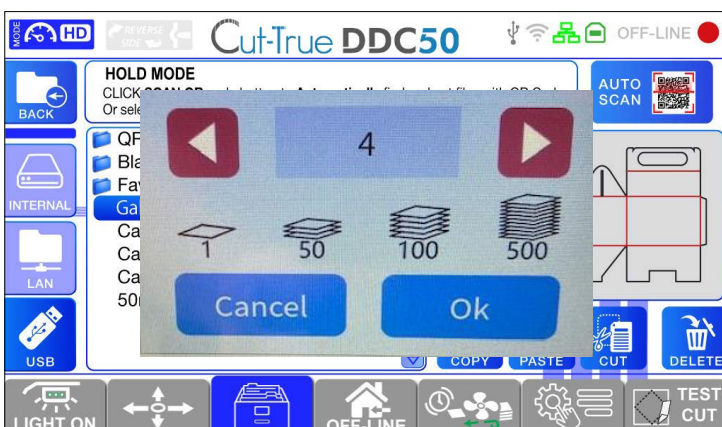 MODE
HD
REVERSE
SIDE
Cut-True DDC50
OFF-LINE
BACK
HOLD MODE
CLICK
Or sele
AUTO
SCAN
4
1
50
100
500
Cancel
Ok
INTERNAL
LAN
USB
QF
Bla
Fav
Ga
Ca
Ca
Ca
50
COPY
PASTE
CUT
DELETE
LIGHT ON
OFF-LINE
TEST
CUT